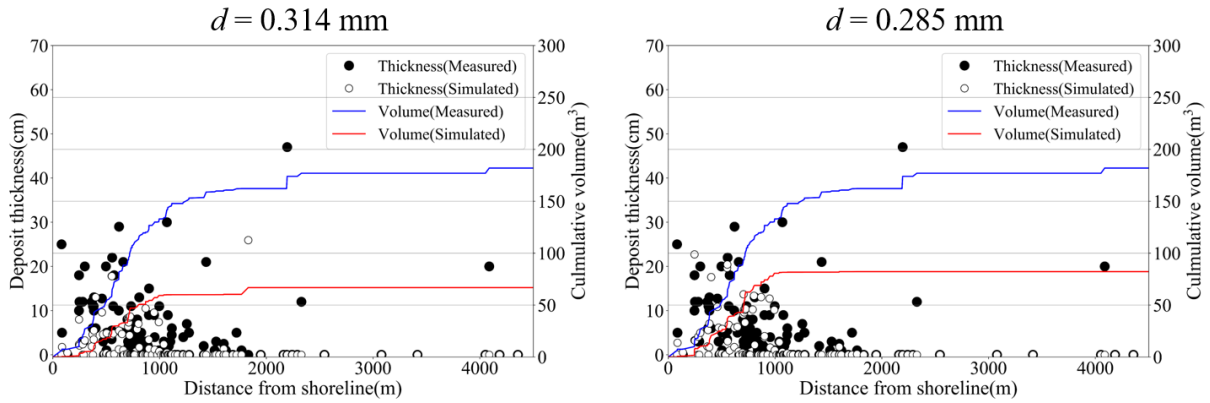 d = 0.314 mm
70
60
50
40
30
20
10
0
Deposit thickness(cm)
Thickness(Measured)
Thickness(Simulated)
Volume(Measured)
Volume(Simulated)
300
250
200
150
100
50
0
Culmulative volume(m³)
0 1000 2000 3000 4000
Distance from shoreline(m)
d = 0.285 mm
70
60
50
40
30
20
10
0
Deposit thickness(cm)
Thickness(Measured)
Thickness(Simulated)
Volume(Measured)
Volume(Simulated)
300
250
200
150
100
50
0
Culmulative volume(m³)
0 1000 2000 3000 4000
Distance from shoreline(m)